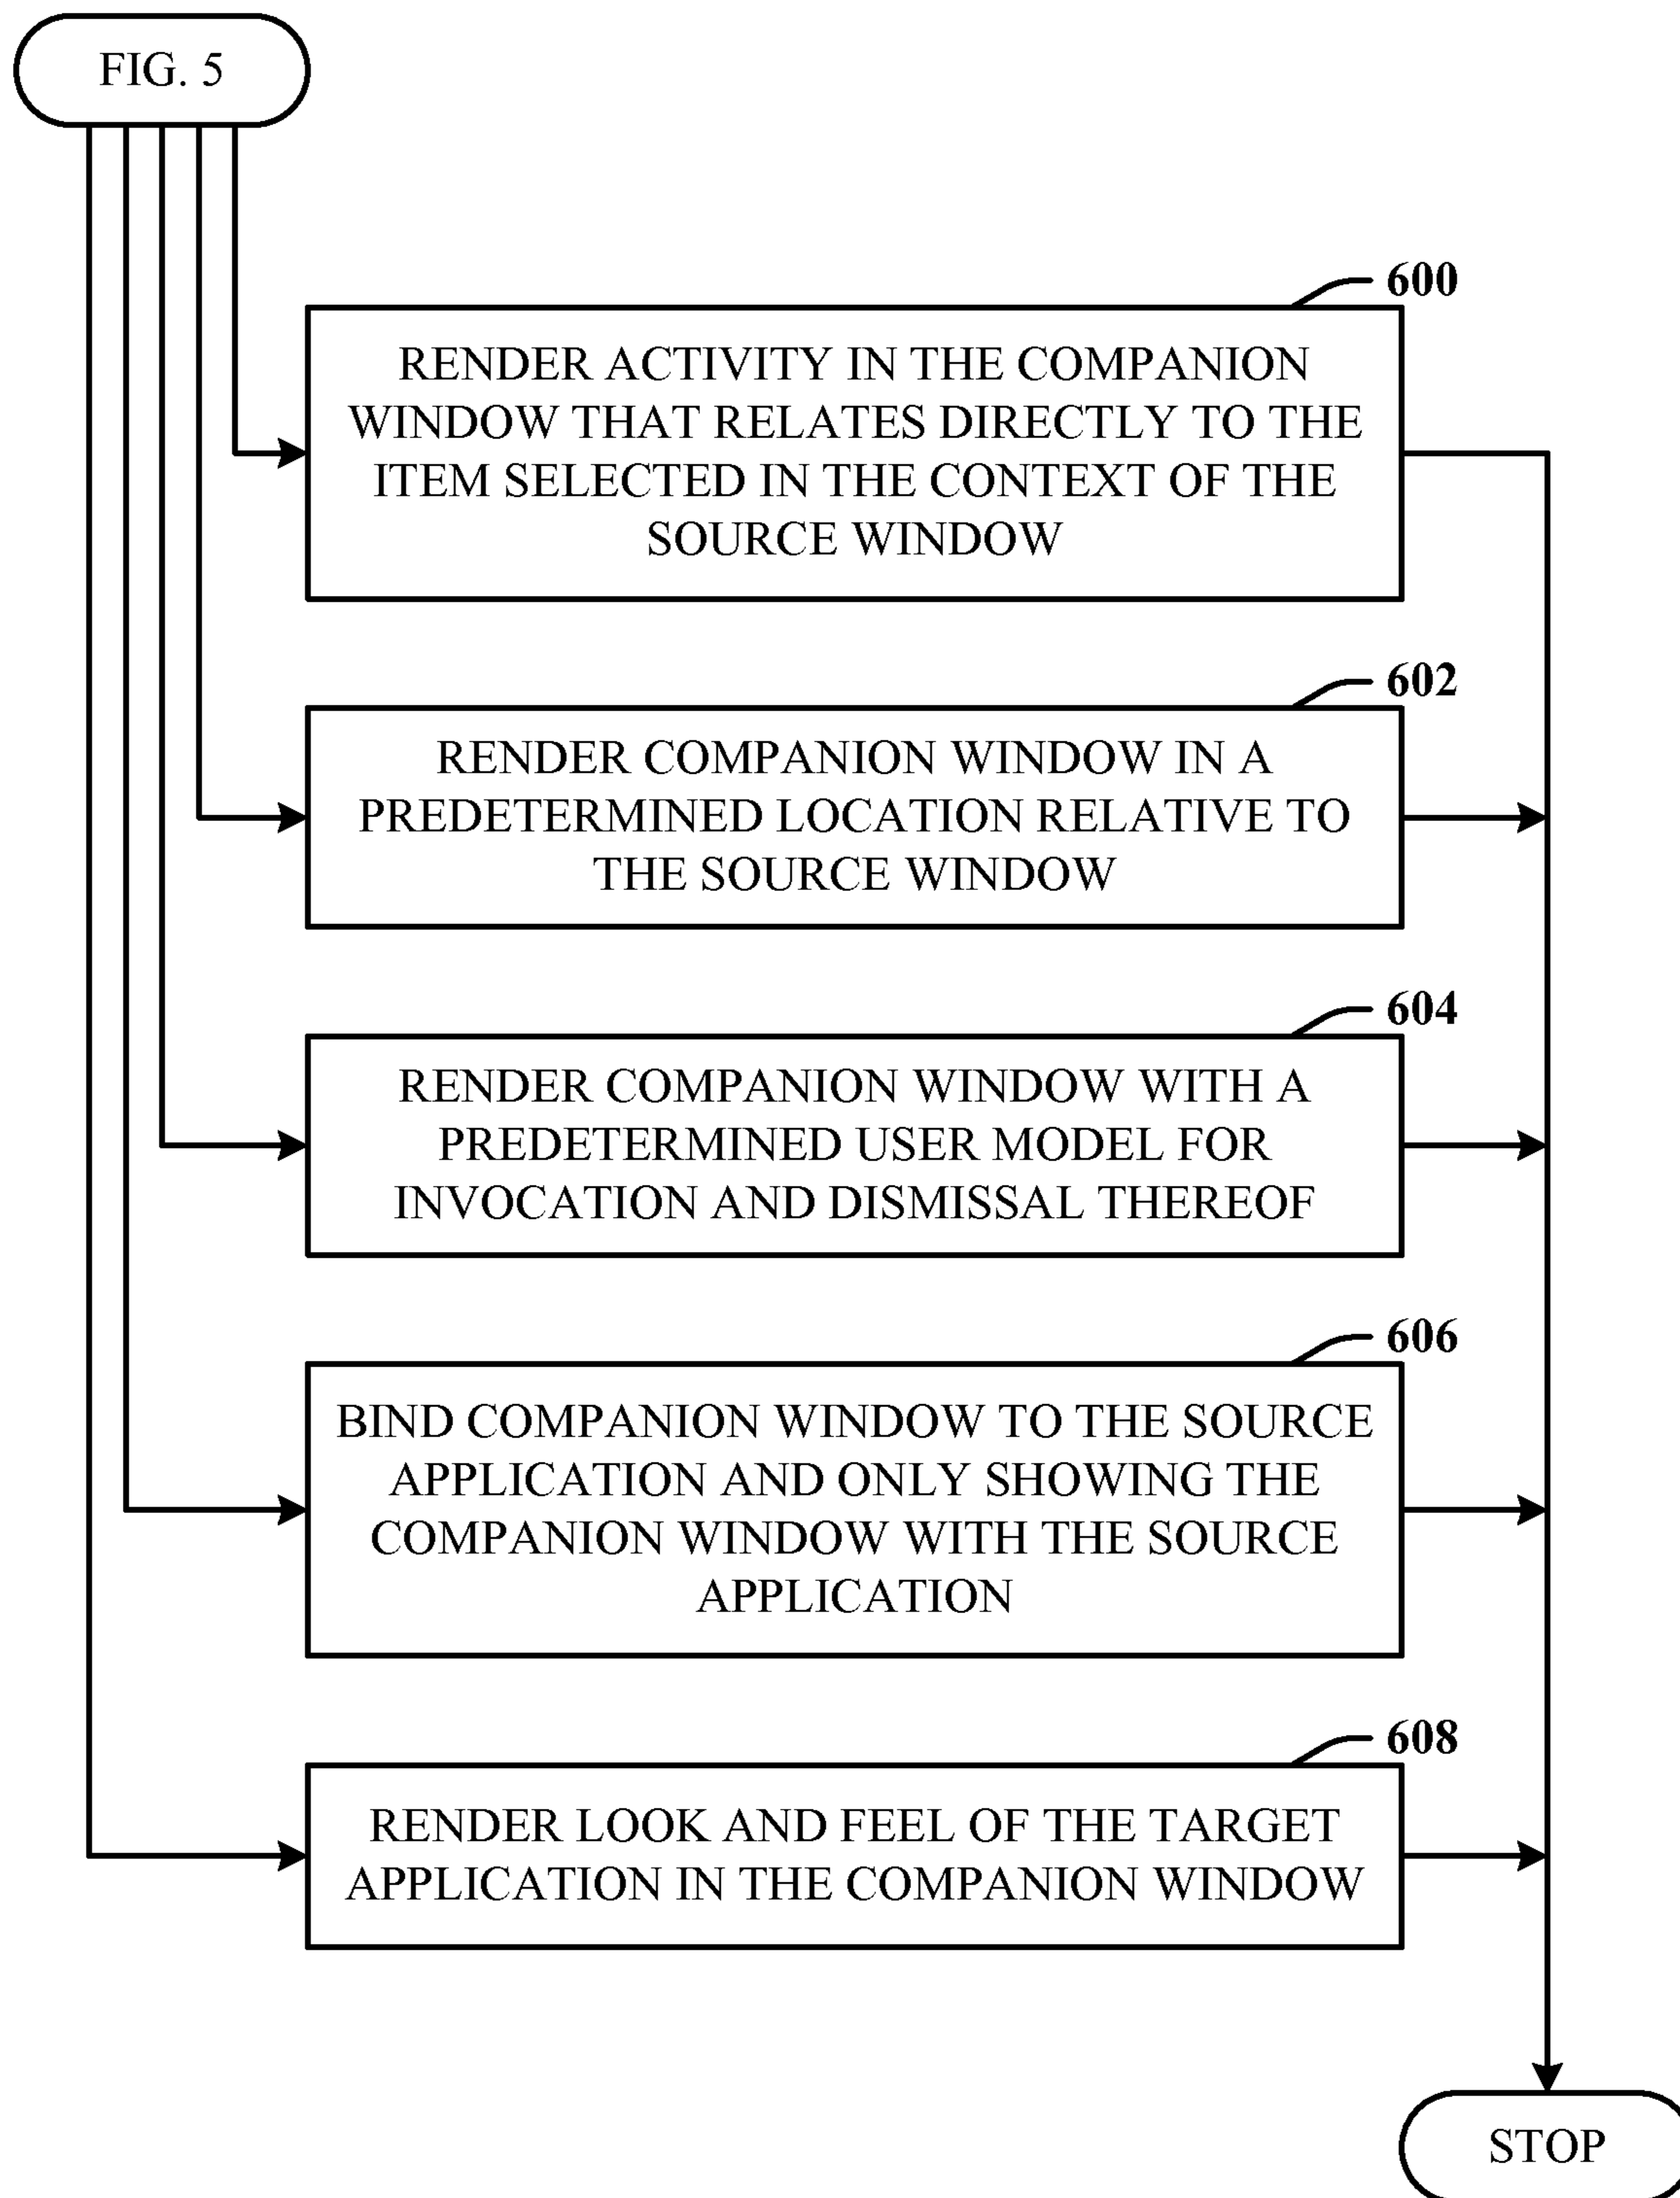 FIG. 5
600
RENDER ACTIVITY IN THE COMPANION
WINDOW THAT RELATES DIRECTLY TO THE
ITEM SELECTED IN THE CONTEXT OF THE
SOURCE WINDOW
602
RENDER COMPANION WINDOW IN A
PREDETERMINED LOCATION RELATIVE TO
THE SOURCE WINDOW
604
RENDER COMPANION WINDOW WITH A
PREDETERMINED USER MODEL FOR
INVOCATION AND DISMISSAL THEREOF
606
BIND COMPANION WINDOW TO THE SOURCE
APPLICATION AND ONLY SHOWING THE
COMPANION WINDOW WITH THE SOURCE
APPLICATION
608
RENDER LOOK AND FEEL OF THE TARGET
APPLICATION IN THE COMPANION WINDOW
STOP